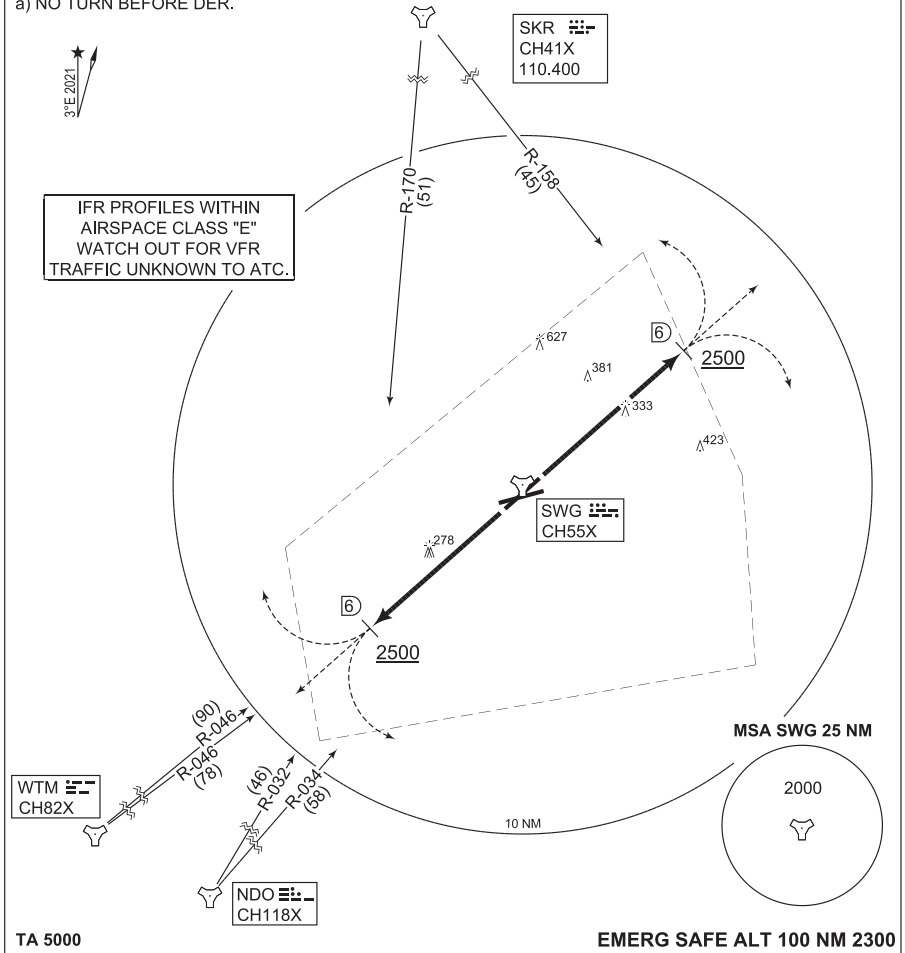 a) NO TURN BEFORE DER.
SKR
CH41X
110.400
3°E 2021
R-170
(51)
R-158
(45)
IFR PROFILES WITHIN
AIRSPACE CLASS "E"
WATCH OUT FOR VFR
TRAFFIC UNKNOWN TO ATC.
627
6
2500
381
333
423
SWG
CH55X
278
6
2500
(90)
R-046
R-046
(78)
MSA SWG 25 NM
2000
WTM
CH82X
(46)
R-032
R-034
(58)
10 NM
NDO
CH118X
TA 5000
EMERG SAFE ALT 100 NM 2300